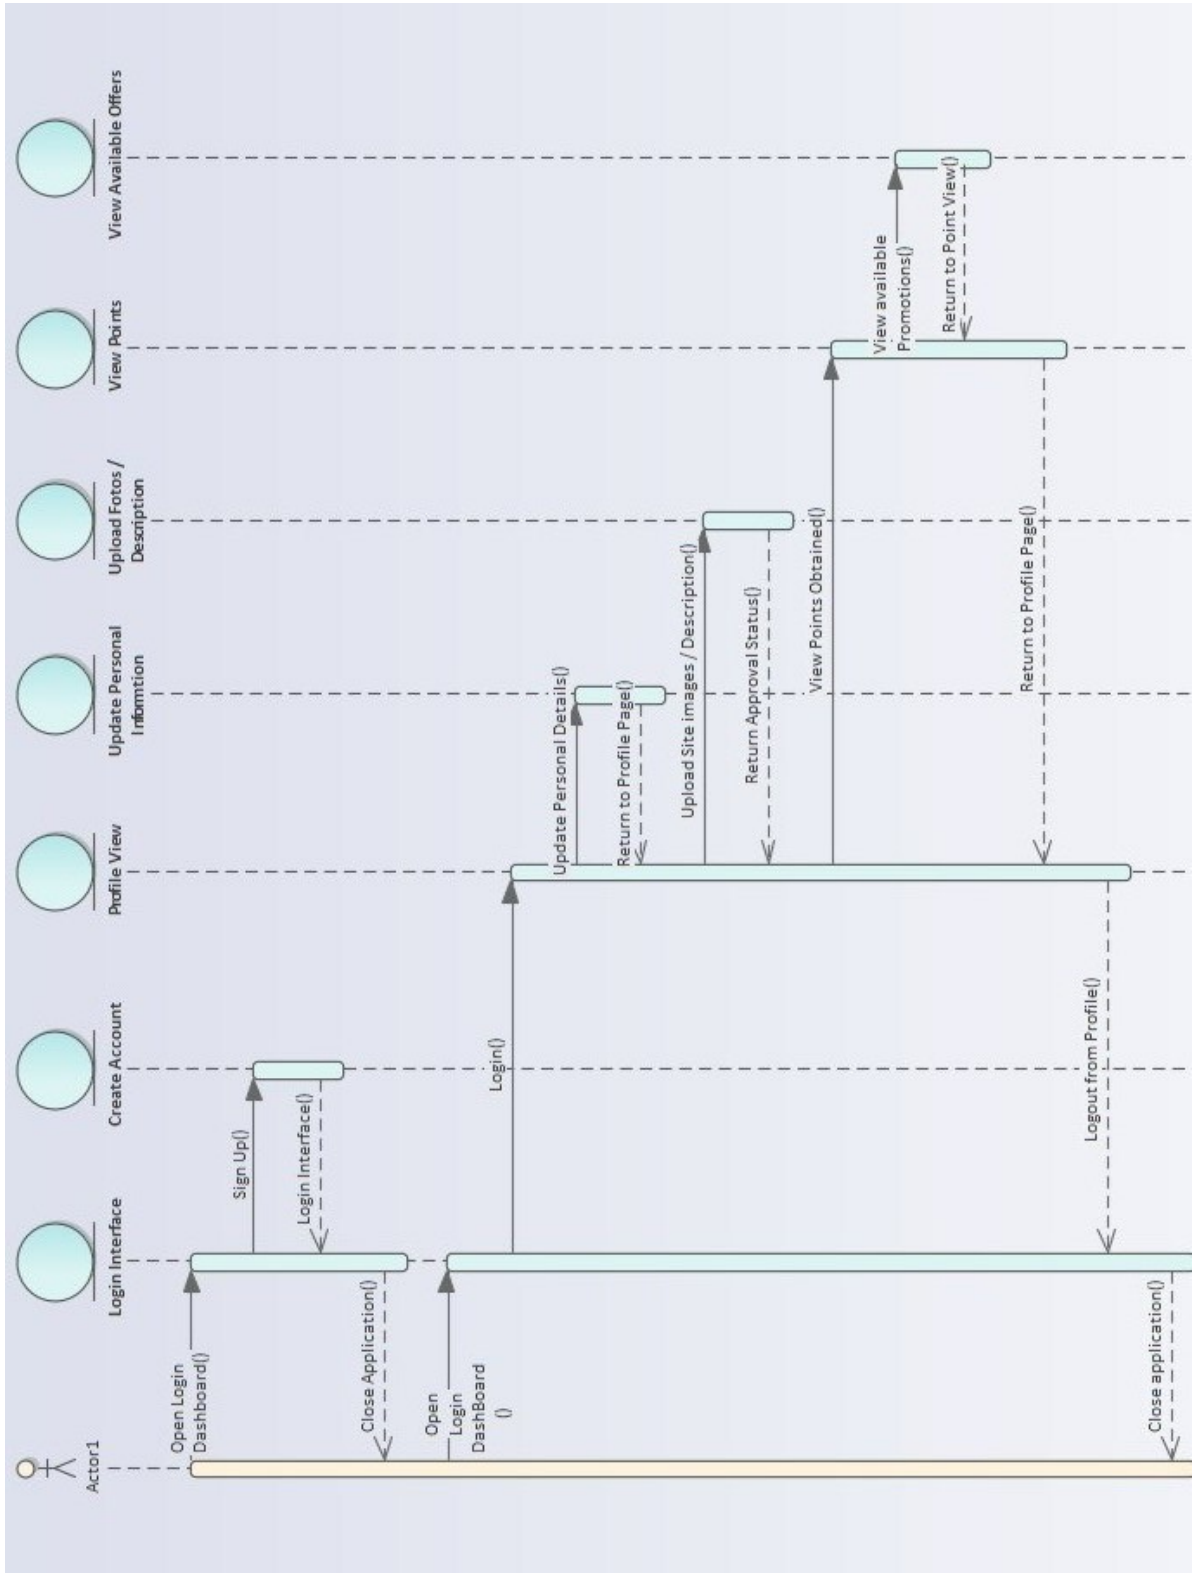 Actor1
Login Interface
Create Account
Profile View
Update Personal
Informtion
Upload Fotos /
Description
View Points
View Available Offers
Open Login
Dashboard()
Sign Up()
Login Interface()
Close Application()
Open
Login
DashBoard
()
Login()
Update Personal Details()
Return to Profile Page()
Upload Site images / Description()
Return Approval Status()
View Points Obtained()
View available
Promotions()
Return to Point View()
Return to Profile Page()
Logout from Profile()
Close application()